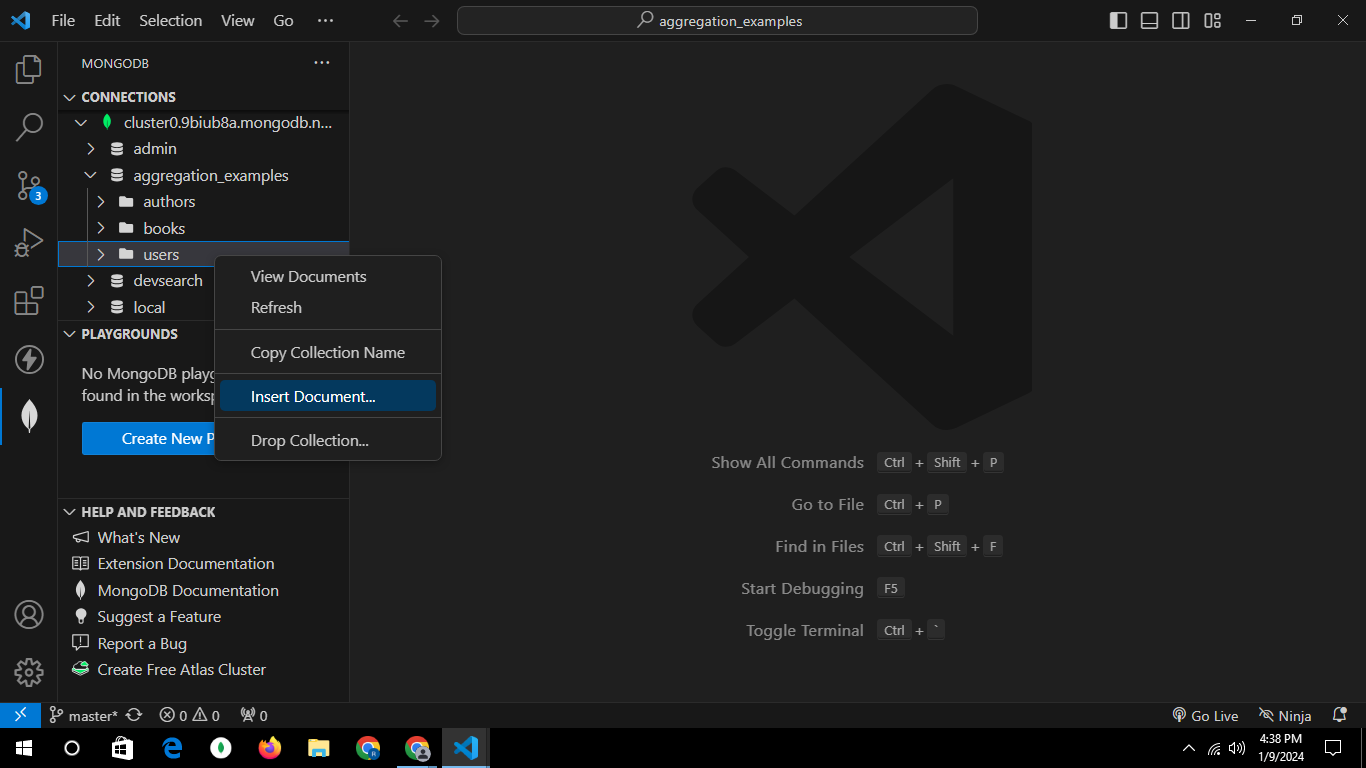 File Edit Selection View Go ···
aggregation_examples
MONGODB ···
CONNECTIONS
cluster0.9biub8a.mongodb.n...
admin
aggregation_examples
authors
books
users
devsearch
local
View Documents
Refresh
Copy Collection Name
Insert Document...
Drop Collection...
PLAYGROUNDS
No MongoDB playg
found in the worksp
Create New P
HELP AND FEEDBACK
What's New
Extension Documentation
MongoDB Documentation
Suggest a Feature
Report a Bug
Create Free Atlas Cluster
3
Show All Commands Ctrl + Shift + P
Go to File Ctrl + P
Find in Files Ctrl + Shift + F
Start Debugging F5
Toggle Terminal Ctrl + `
master* 0 0 0 Go Live Ninja
4:38 PM
1/9/2024